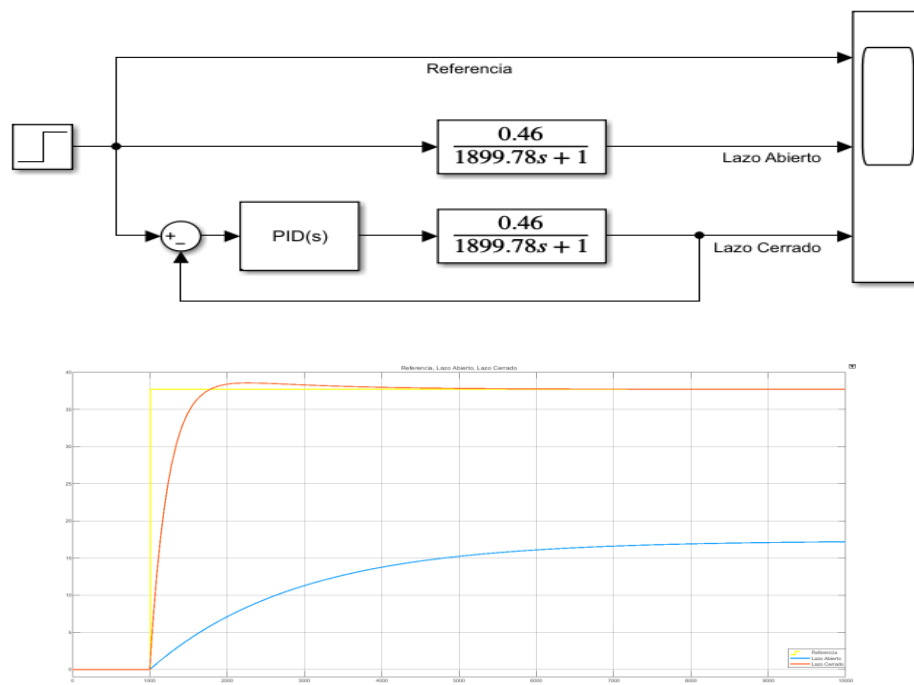 Referencia
0.46
1899.78s + 1
Lazo Abierto
+
−
PID(s)
0.46
1899.78s + 1
Lazo Cerrado
Referencia, Lazo Abierto, Lazo Cerrado
40
35
30
25
20
15
10
5
0
0 1000 2000 3000 4000 5000 6000 7000 8000 9000 10000
Referencia
Lazo Abierto
Lazo Cerrado